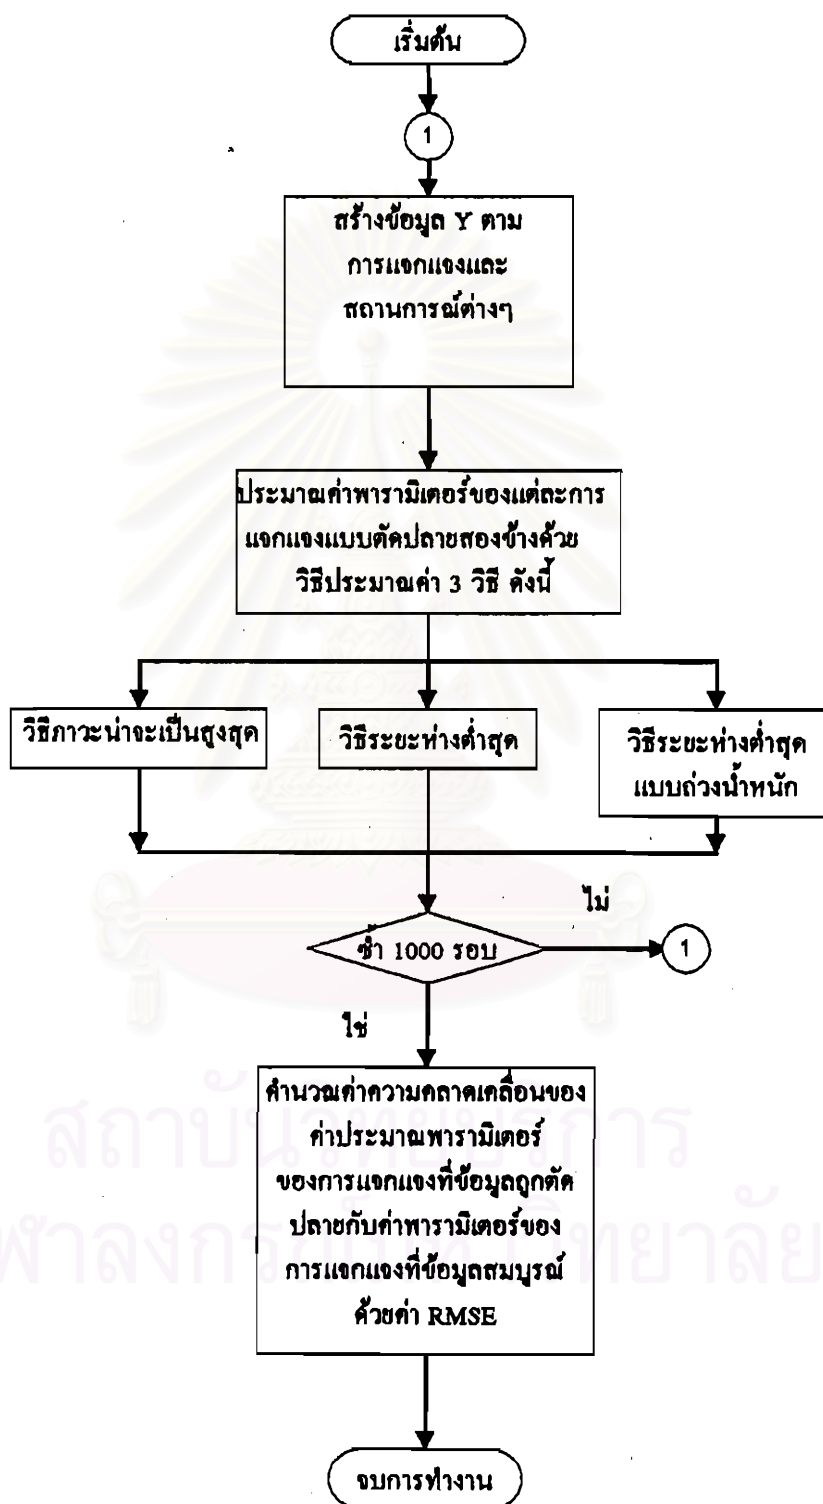 เริ่มต้น
1
สร้างข้อมูล Y ตาม
การแจกแจงและ
สถานการณ์ต่างๆ
ประมาณค่าพารามิเตอร์ของแต่ละการ
แจกแจงแบบตัดปลายสองข้างด้วย
วิธีประมาณค่า 3 วิธี ดังนี้
วิธีภาวะน่าจะเป็นสูงสุด
วิธีระยะห่างต่ำสุด
วิธีระยะห่างต่ำสุด
แบบถ่วงน้ำหนัก
ไม่
ซ้ำ 1000 รอบ
1
ใช่
คำนวณค่าความคลาดเคลื่อนของ
ค่าประมาณพารามิเตอร์
ของการแจกแจงที่ข้อมูลถูกตัด
ปลายกับค่าพารามิเตอร์ของ
การแจกแจงที่ข้อมูลสมบูรณ์
ด้วยค่า RMSE
จบการทำงาน
สถาบันวิทยบริการ